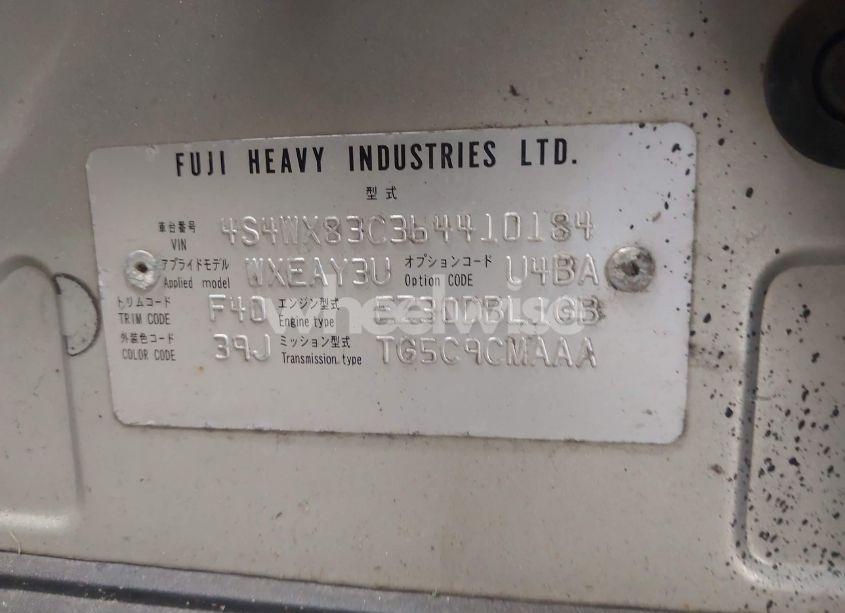 FUJI HEAVY INDUSTRIES LTD.
型式
車台番号 VIN 4S4WX83C364410184
アプライドモデル Applied model WXEAY3U オプションコード Option CODE U4BA
トリムコード TRIM CODE F40 エンジン型式 Engine type EZ30DBLJGB
外装色コード COLOR CODE 39J ミッション型式 Transmission type TG5C9CMAAA
wheelwise